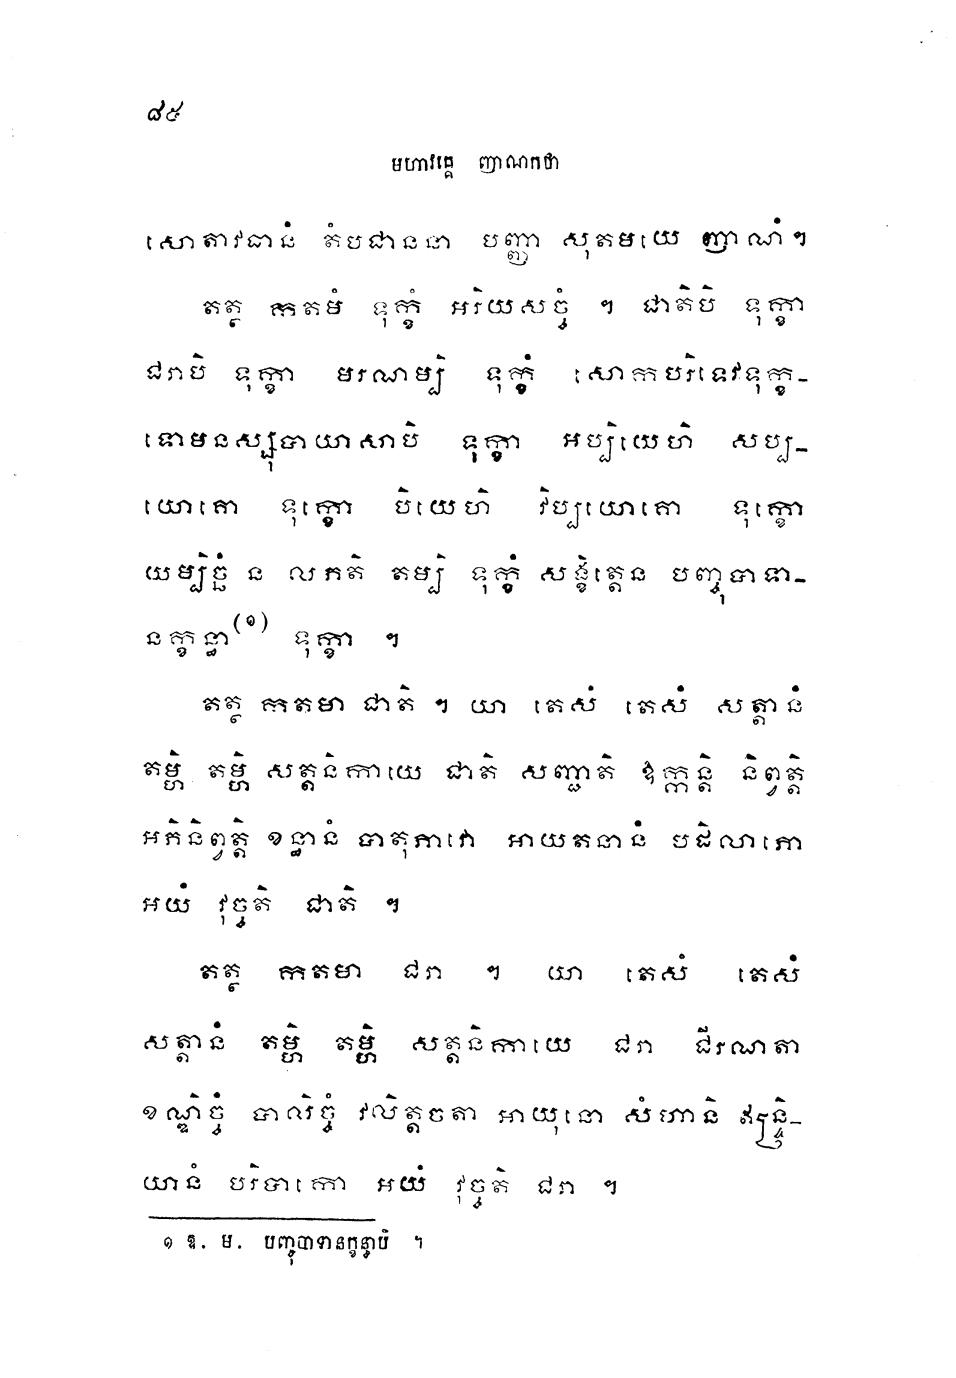 ៨៥
មហាវគ្គេ ញាណកថា
សោតាវធានំ តំបជាននា បញ្ញា សុតមយេ ញាណំ។
តត្ថ កតមំ ទុក្ខំ អរិយសច្ចំ ។ ជាតិបិ ទុក្ខា
ជរាបិ ទុក្ខា មរណម្បិ ទុក្ខំ សោកបរិទេវទុក្ខ-
ទោមនស្សុបាយាសាបិ ទុក្ខា អប្បិយេហិ សប្ប-
យោគោ ទុក្ខោ បិយេហិ វិប្បយោគោ ទុក្ខោ
យម្បិច្ឆំ ន លភតិ តម្បិ ទុក្ខំ សង្ខិត្តេន បញ្ចុបាទា-
នក្ខន្ធា(១) ទុក្ខា ។
តត្ថ កតមា ជាតិ ។ យា តេសំ តេសំ សត្តានំ
តម្ហិ តម្ហិ សត្តនិកាយេ ជាតិ សញ្ជាតិ ឱក្កន្តិ និព្វត្តិ
អភិនិព្វត្តិ ខន្ធានំ បាតុភាវោ អាយតនានំ បដិលាភោ
អយំ វុច្ចតិ ជាតិ ។
តត្ថ កតមា ជរា ។ យា តេសំ តេសំ
សត្តានំ តម្ហិ តម្ហិ សត្តនិកាយេ ជរា ជីរណតា
ខណ្ឌិច្ចំ បាលិច្ចំ វលិត្តចតា អាយុនោ សំហានិ ឥន្ទ្រិ-
យានំ បរិបាកោ អយំ វុច្ចតិ ជរា ។
១ ឱ. ម. បញ្ចុបាទានក្ខន្ធាបិ ។